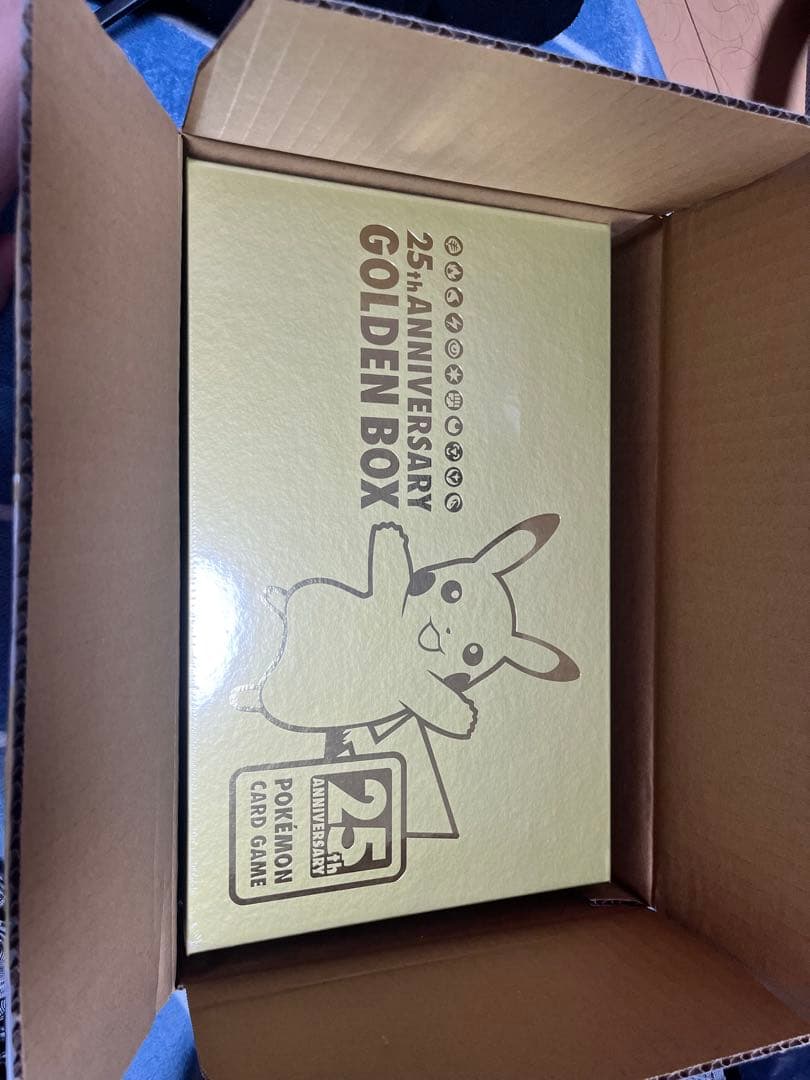 25th ANNIVERSARY
GOLDEN BOX
25th
ANNIVERSARY
POKÉMON
CARD GAME